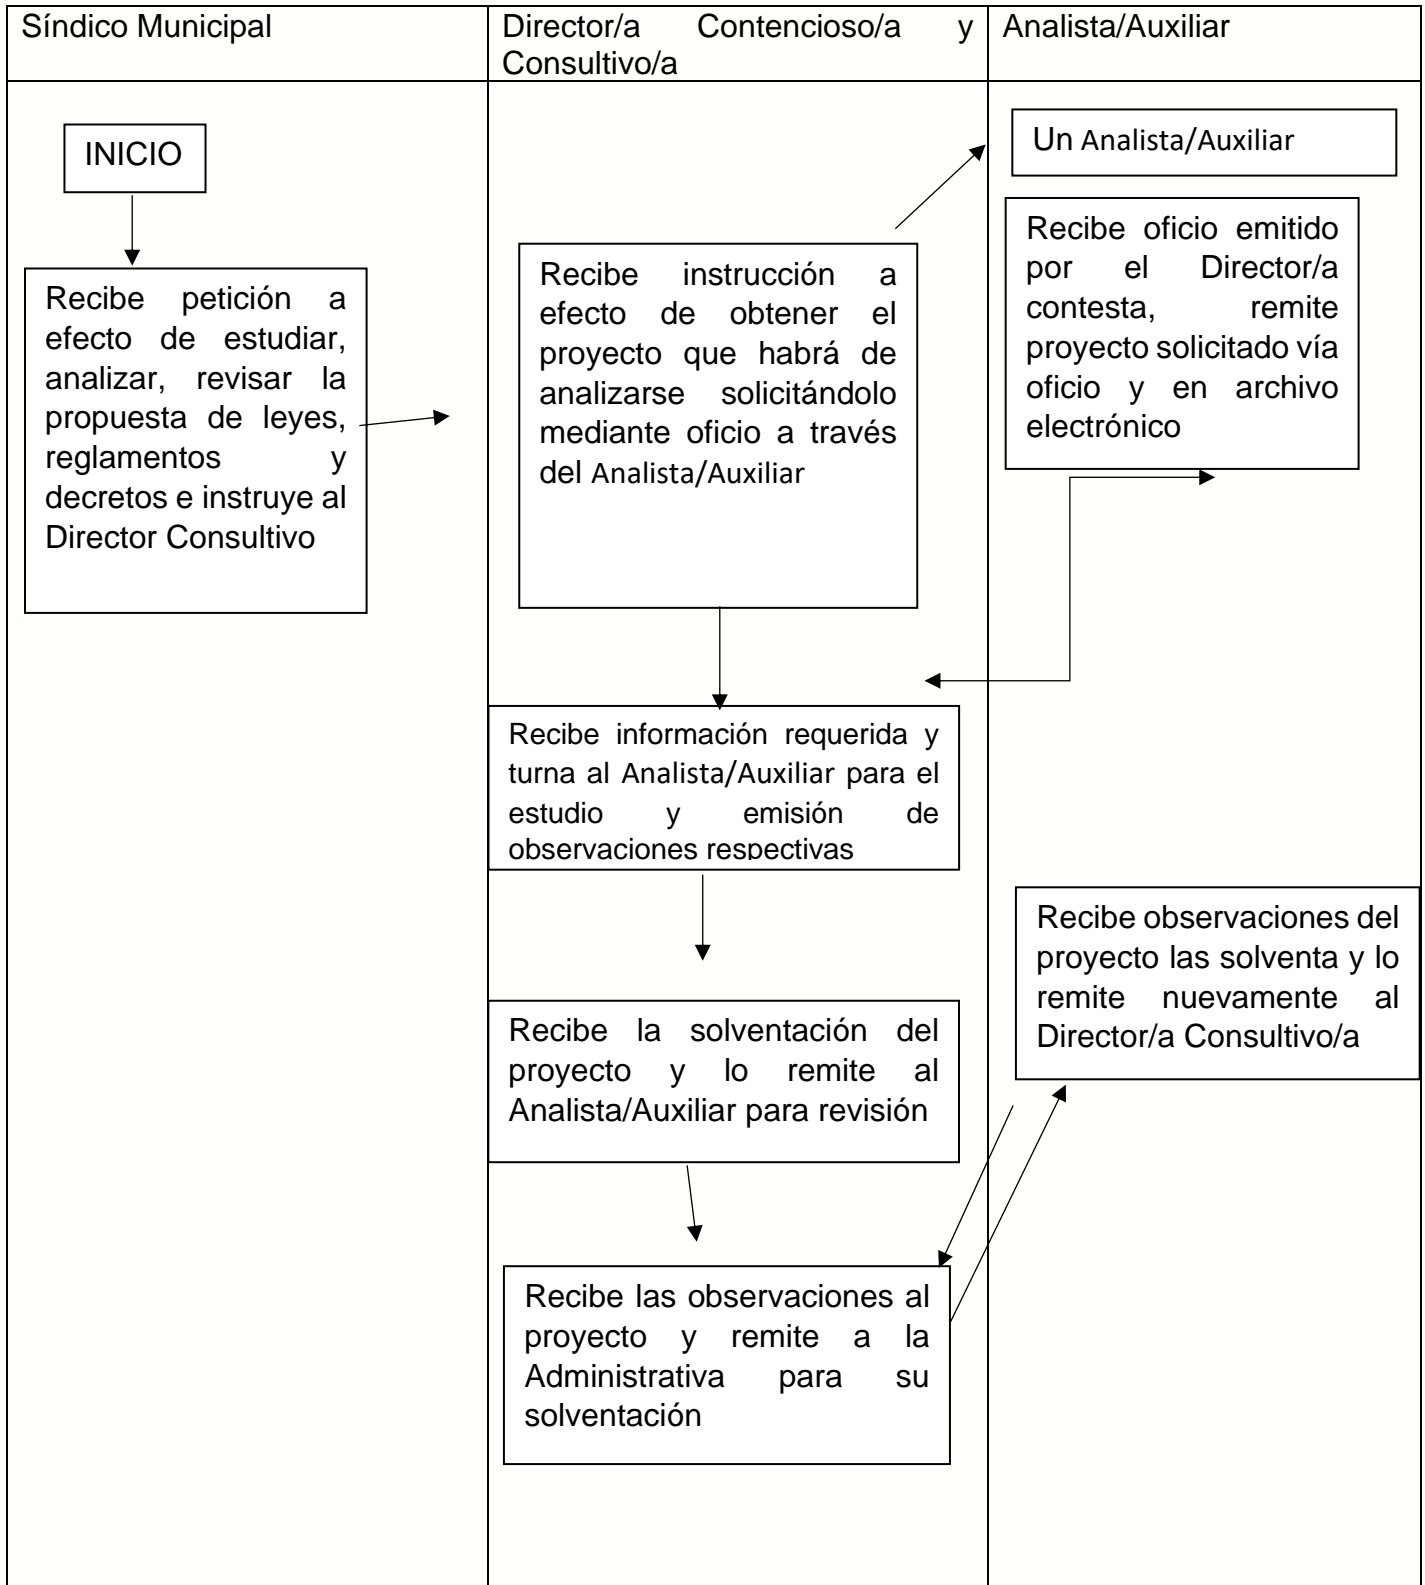 Síndico Municipal
Director/a Contencioso/a y
Consultivo/a
Analista/Auxiliar
INICIO
Recibe petición a
efecto de estudiar,
analizar, revisar la
propuesta de leyes,
reglamentos y
decretos e instruye al
Director Consultivo
Recibe instrucción a
efecto de obtener el
proyecto que habrá de
analizarse solicitándolo
mediante oficio a través
del Analista/Auxiliar
Un Analista/Auxiliar
Recibe oficio emitido
por el Director/a
contesta, remite
proyecto solicitado vía
oficio y en archivo
electrónico
Recibe información requerida y
turna al Analista/Auxiliar para el
estudio y emisión de
observaciones respectivas
Recibe observaciones del
proyecto las solventa y lo
remite nuevamente al
Director/a Consultivo/a
Recibe la solventación del
proyecto y lo remite al
Analista/Auxiliar para revisión
Recibe las observaciones al
proyecto y remite a la
Administrativa para su
solventación